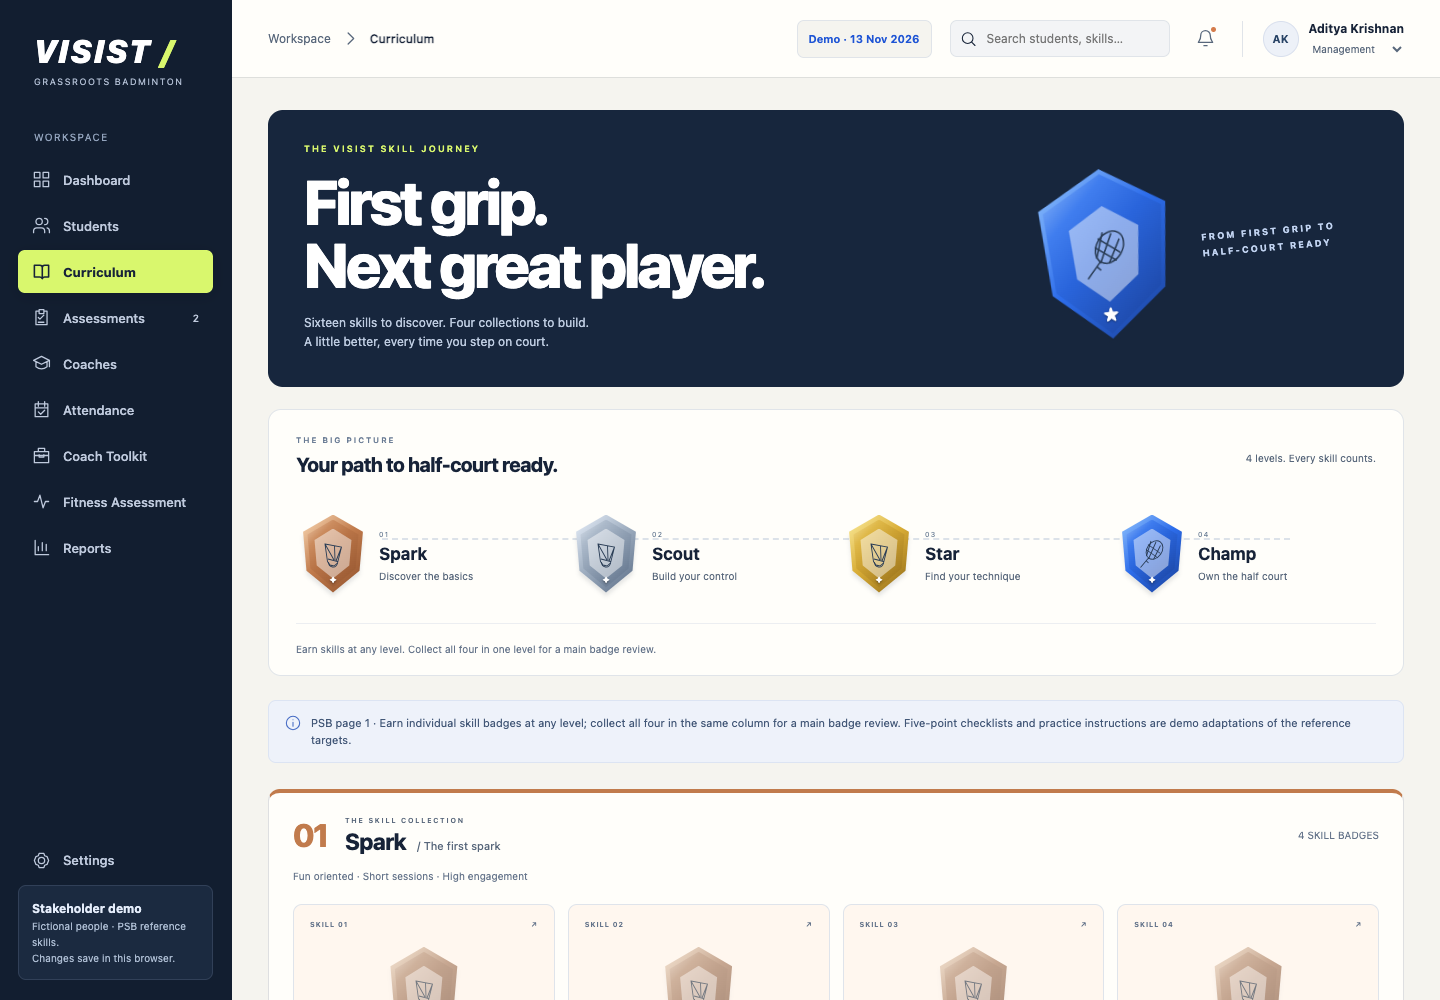 VISIST /
GRASSROOTS BADMINTON
WORKSPACE
Dashboard
Students
Curriculum
Assessments 2
Coaches
Attendance
Coach Toolkit
Fitness Assessment
Reports
Settings
Stakeholder demo
Fictional people · PSB reference
skills.
Changes save in this browser.
Workspace > Curriculum
Demo · 13 Nov 2026
Search students, skills...
AK
Aditya Krishnan
Management
THE VISIST SKILL JOURNEY
First grip.
Next great player.
Sixteen skills to discover. Four collections to build.
A little better, every time you step on court.
FROM FIRST GRIP TO
HALF-COURT READY
THE BIG PICTURE
Your path to half-court ready.
4 levels. Every skill counts.
01
Spark
Discover the basics
02
Scout
Build your control
03
Star
Find your technique
04
Champ
Own the half court
Earn skills at any level. Collect all four in one level for a main badge review.
PSB page 1 · Earn individual skill badges at any level; collect all four in the same column for a main badge review. Five-point checklists and practice instructions are demo adaptations of the reference
targets.
01
THE SKILL COLLECTION
Spark / The first spark
4 SKILL BADGES
Fun oriented · Short sessions · High engagement
SKILL 01 ↗
SKILL 02 ↗
SKILL 03 ↗
SKILL 04 ↗